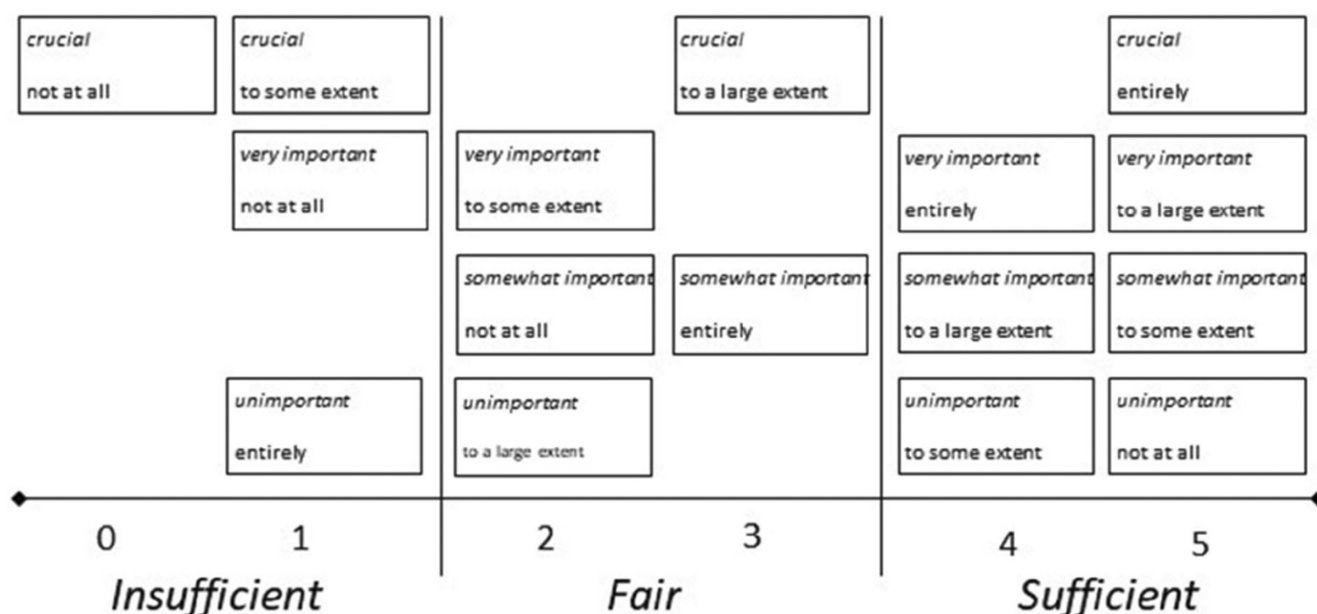 crucial
not at all
crucial
to some extent
crucial
to a large extent
crucial
entirely
very important
not at all
very important
to some extent
very important
entirely
very important
to a large extent
somewhat important
not at all
somewhat important
entirely
somewhat important
to a large extent
somewhat important
to some extent
unimportant
entirely
unimportant
to a large extent
unimportant
to some extent
unimportant
not at all
0
1
2
3
4
5
Insufficient
Fair
Sufficient